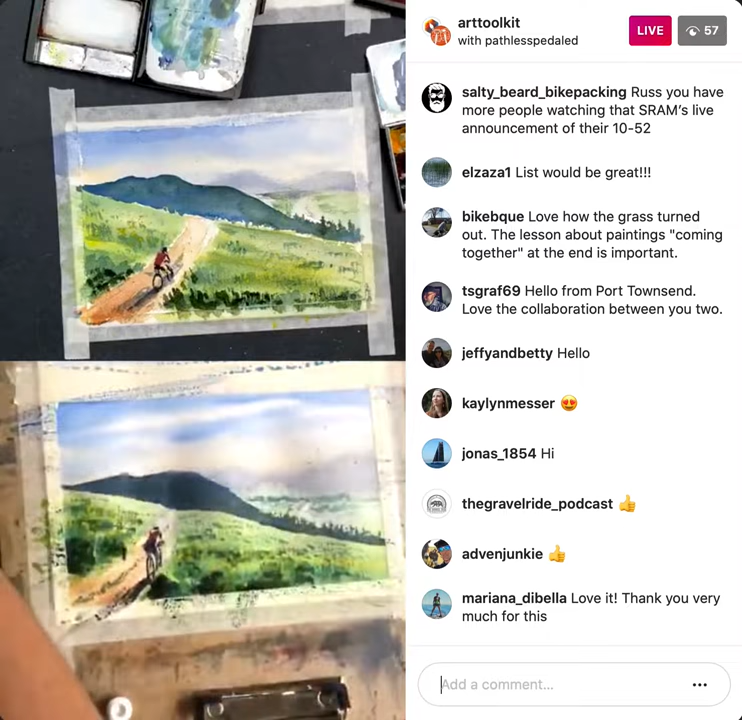 arttoolkit
with pathlesspedaled
LIVE
57
salty_beard_bikepacking Russ you have
more people watching that SRAM's live
announcement of their 10-52
elzaza1 List would be great!!!
bikebque Love how the grass turned
out. The lesson about paintings "coming
together" at the end is important.
tsgraf69 Hello from Port Townsend.
Love the collaboration between you two.
jeffyandbetty Hello
kaylynmesser 😍
jonas_1854 Hi
thegravelride_podcast 👍
advenjunkie 👍
mariana_dibella Love it! Thank you very
much for this
Add a comment...